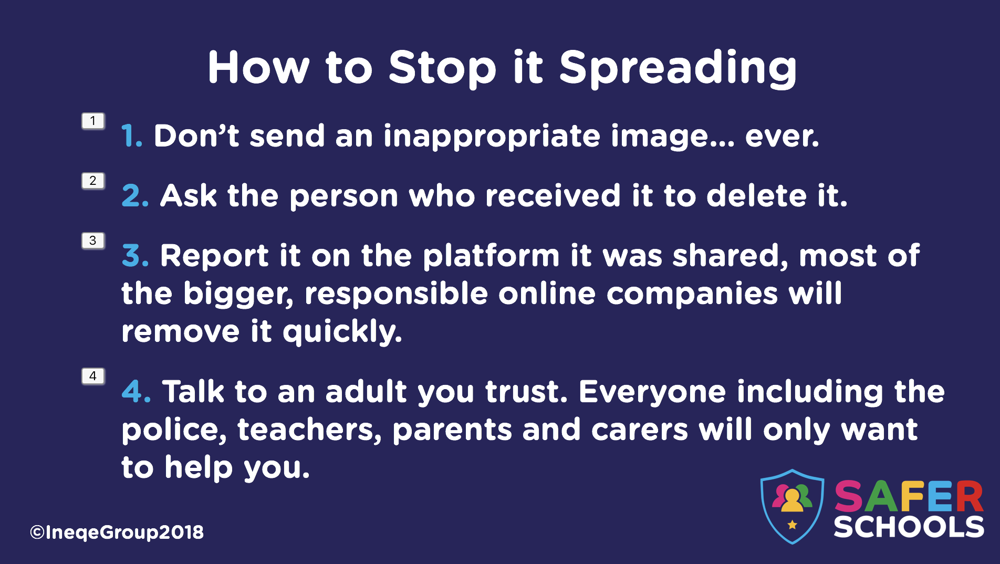 How to Stop it Spreading
1
1. Don’t send an inappropriate image... ever.
2
2. Ask the person who received it to delete it.
3
3. Report it on the platform it was shared, most of
the bigger, responsible online companies will
remove it quickly.
4
4. Talk to an adult you trust. Everyone including the
police, teachers, parents and carers will only want
to help you.
SAFER
SCHOOLS
©IneqeGroup2018